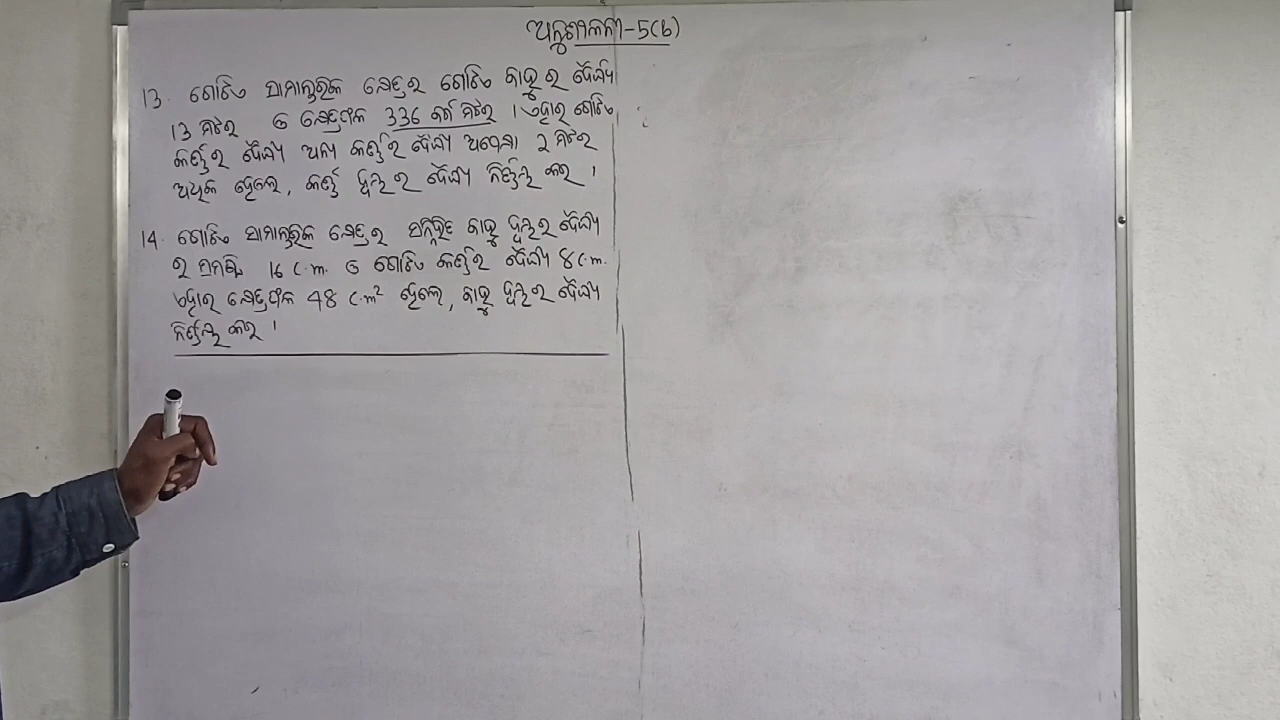 ଅନୁଶୀଳନୀ-5(b)
13. ଗୋଟିଏ ସାମାନ୍ତରିକ କ୍ଷେତ୍ରର ଗୋଟିଏ ବାହୁର ଦୈର୍ଘ୍ୟ
13 ମିଟର ଓ କ୍ଷେତ୍ରଫଳ 336 ବର୍ଗ ମିଟର । ଏହାର ଗୋଟିଏ
କର୍ଣ୍ଣର ଦୈର୍ଘ୍ୟ ଅନ୍ୟ କର୍ଣ୍ଣର ଦୈର୍ଘ୍ୟ ଅପେକ୍ଷା 2 ମିଟର
ଅଧିକ ହେଲେ, କର୍ଣ୍ଣ ଦ୍ୱୟର ଦୈର୍ଘ୍ୟ ନିର୍ଣ୍ଣୟ କର ।
14. ଗୋଟିଏ ସାମାନ୍ତରିକ କ୍ଷେତ୍ରର ସନ୍ନିହିତ ବାହୁ ଦ୍ୱୟର ଦୈର୍ଘ୍ୟ
ର ସମଷ୍ଟି 16 c.m. ଓ ଗୋଟିଏ କର୍ଣ୍ଣର ଦୈର୍ଘ୍ୟ 8c.m.
ଏହାର କ୍ଷେତ୍ରଫଳ 48 c.m² ହେଲେ, ବାହୁ ଦ୍ୱୟର ଦୈର୍ଘ୍ୟ
ନିର୍ଣ୍ଣୟ କର ।